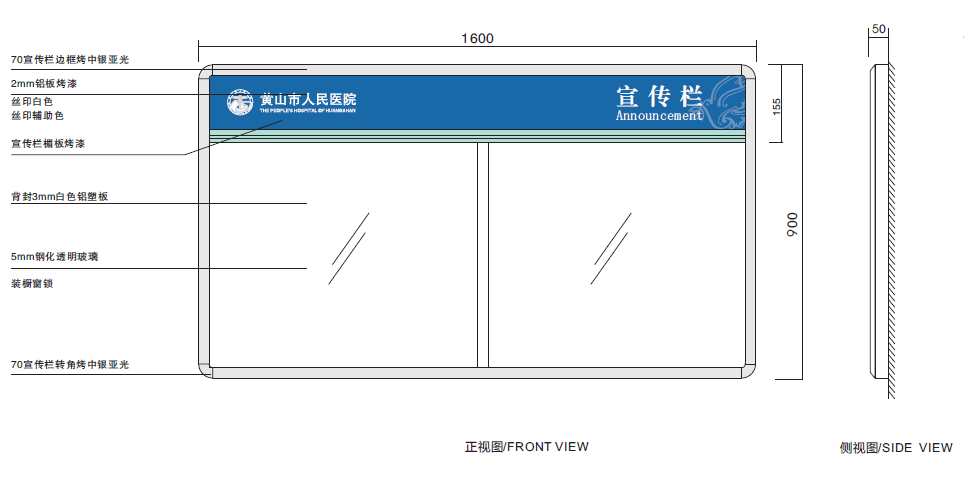 50
1600
70宣传栏边框烤中银亚光
2mm铝板烤漆
丝印白色
丝印辅助色
黄山市人民医院
THE PEOPLE'S HOSPITAL OF HUANGSHAN
宣传栏
Announcement
155
宣传栏楣板烤漆
背封3mm白色铝塑板
900
5mm钢化透明玻璃
装橱窗锁
70宣传栏转角烤中银亚光
正视图/FRONT VIEW
侧视图/SIDE VIEW